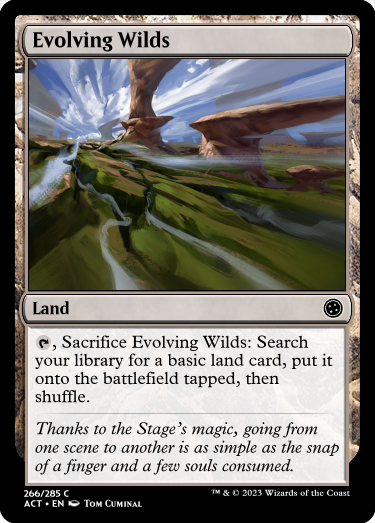 Evolving Wilds
Land
, Sacrifice Evolving Wilds: Search
your library for a basic land card, put it
onto the battlefield tapped, then
shuffle.
Thanks to the Stage's magic, going from
one scene to another is as simple as the snap
of a finger and a few souls consumed.
266/285 C
ACT • EN Tom Cuminal
™ & © 2023 Wizards of the Coast